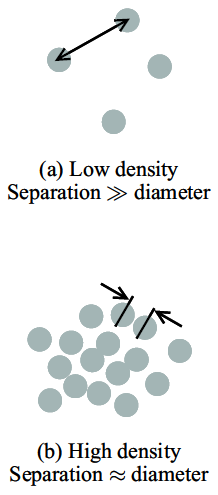 (a) Low density
Separation ≫ diameter
(b) High density
Separation ≈ diameter